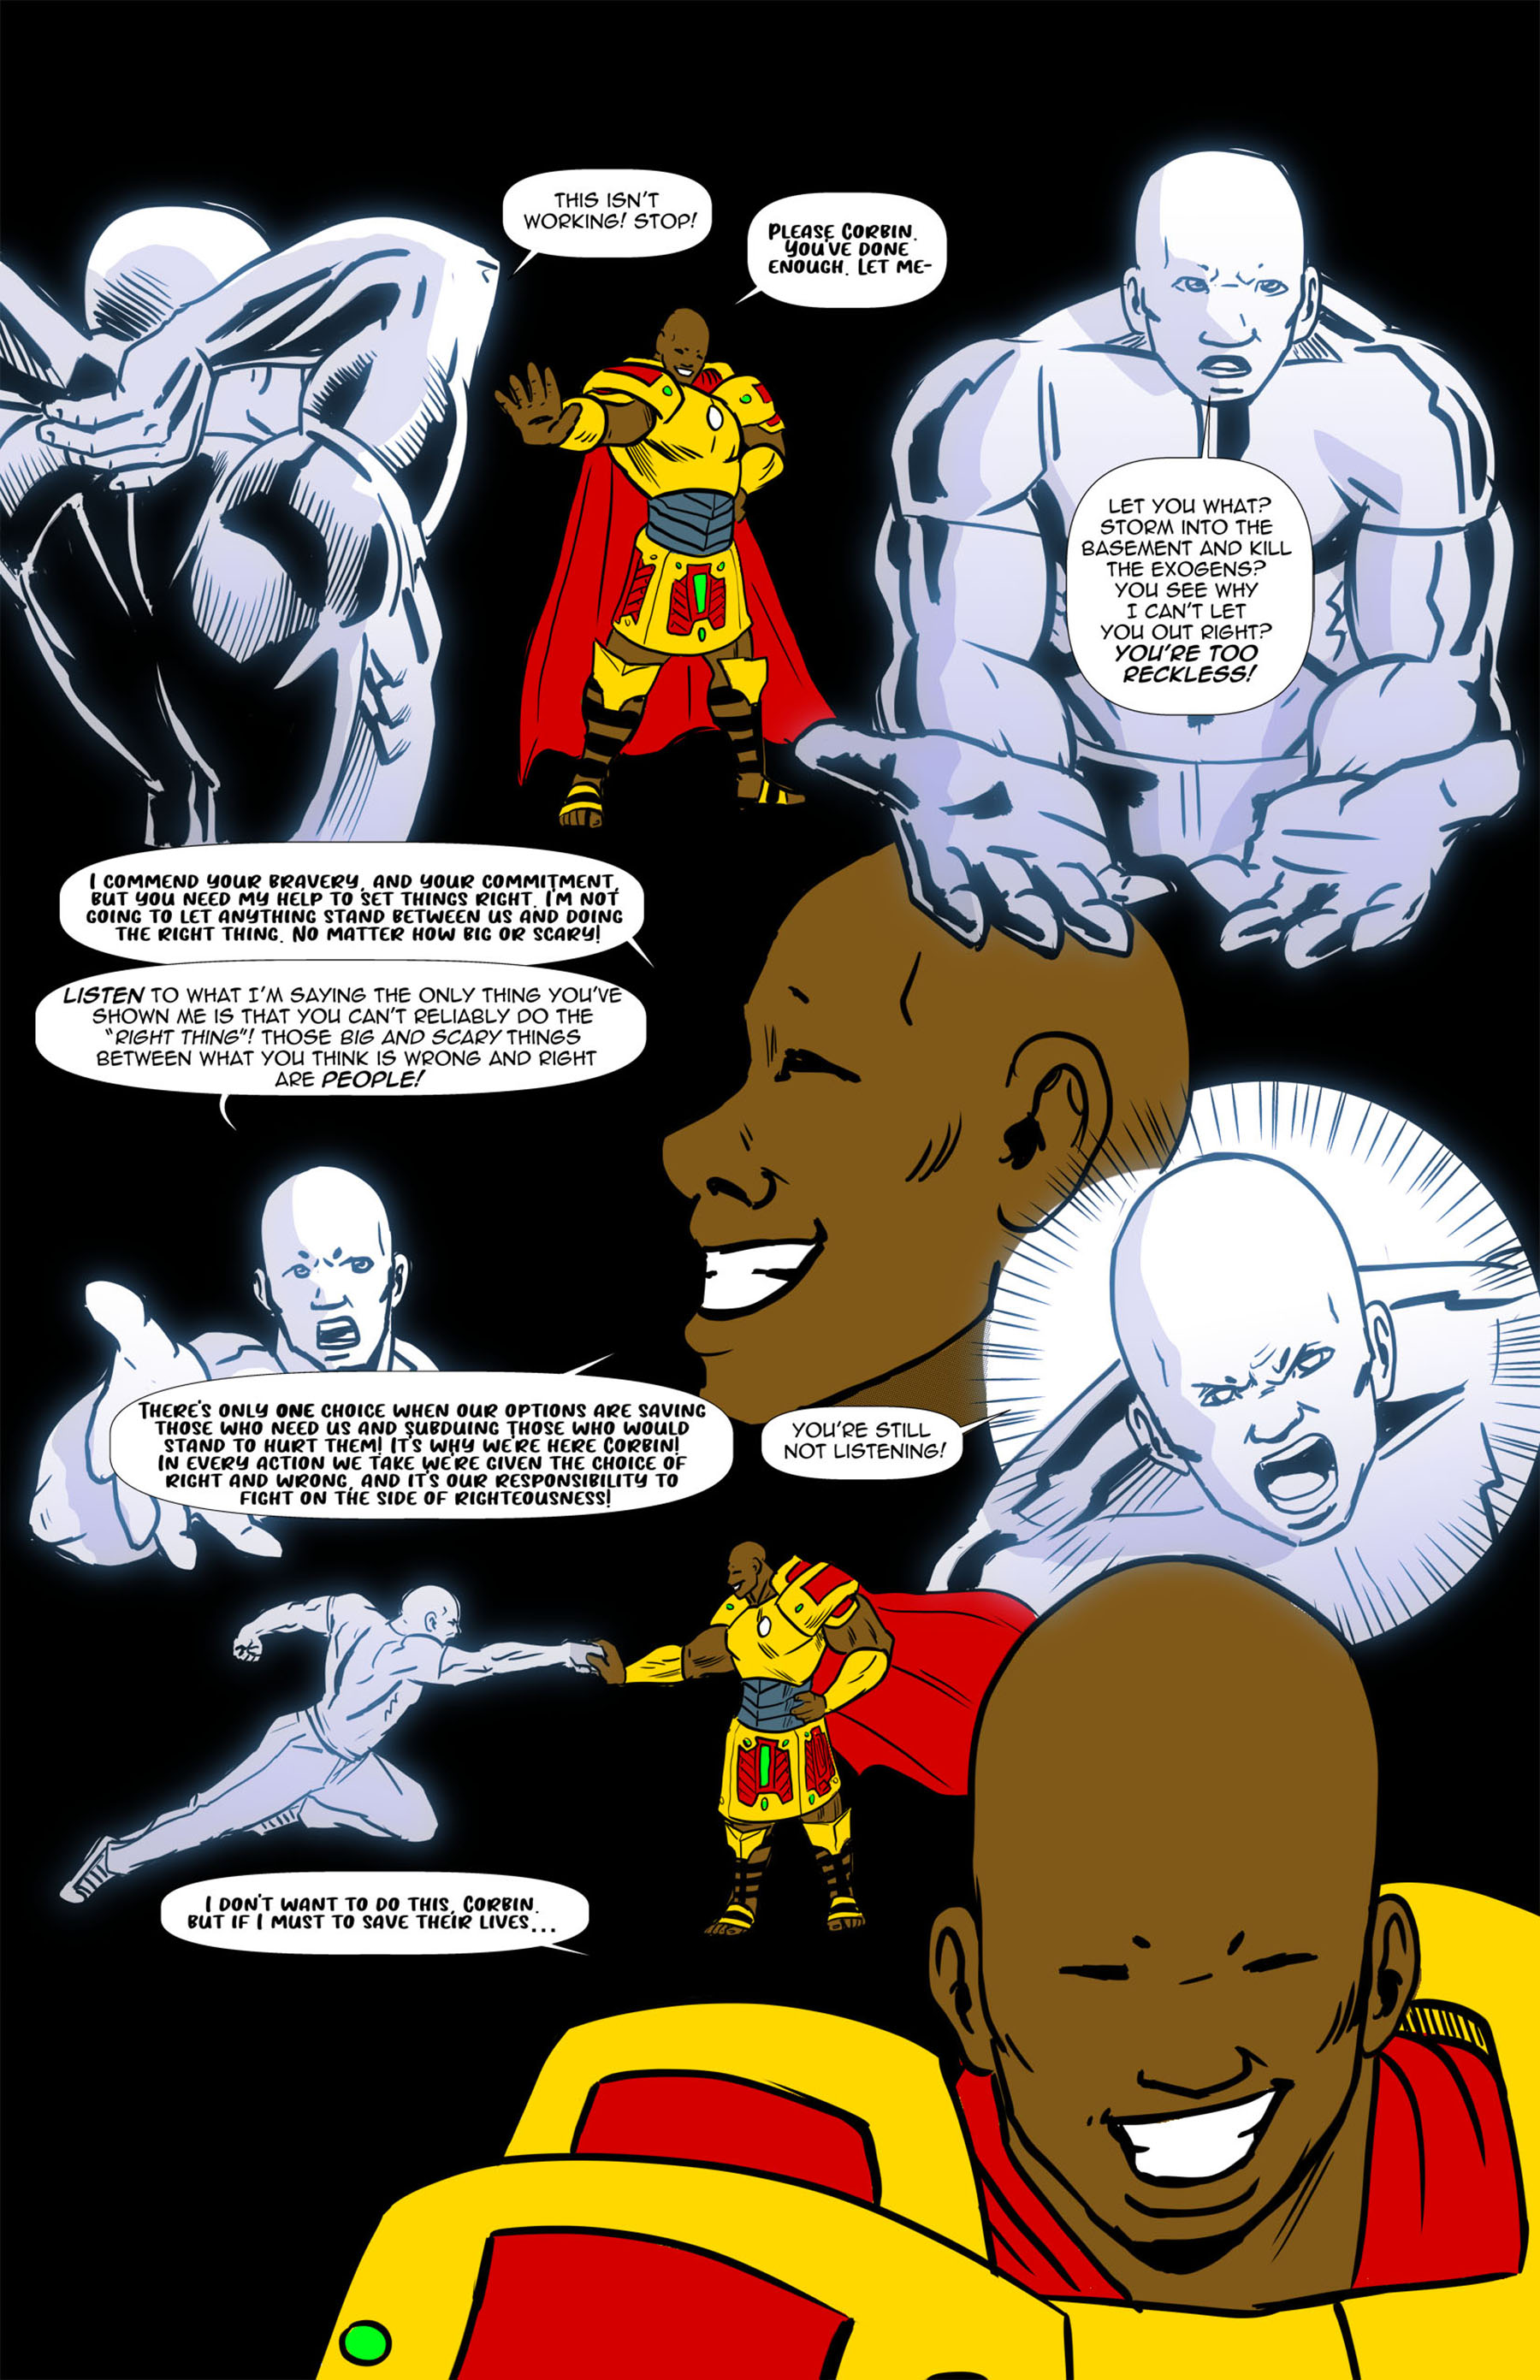 THIS ISN'T
WORKING! STOP!
PLEASE CORBIN.
YOU'VE DONE
ENOUGH. LET ME-
LET YOU WHAT?
STORM INTO THE
BASEMENT AND KILL
THE EXOGENS?
YOU SEE WHY
I CAN'T LET
YOU OUT RIGHT?
YOU'RE TOO
RECKLESS!
I COMMEND YOUR BRAVERY, AND YOUR COMMITMENT,
BUT YOU NEED MY HELP TO SET THINGS RIGHT. I'M NOT
GOING TO LET ANYTHING STAND BETWEEN US AND DOING
THE RIGHT THING. NO MATTER HOW BIG OR SCARY!
LISTEN TO WHAT I'M SAYING THE ONLY THING YOU'VE
SHOWN ME IS THAT YOU CAN'T RELIABLY DO THE
"RIGHT THING"! THOSE BIG AND SCARY THINGS
BETWEEN WHAT YOU THINK IS WRONG AND RIGHT
ARE PEOPLE!
THERE'S ONLY ONE CHOICE WHEN OUR OPTIONS ARE SAVING
THOSE WHO NEED US AND SUBDUING THOSE WHO WOULD
STAND TO HURT THEM! IT'S WHY WE'RE HERE CORBIN!
IN EVERY ACTION WE TAKE WE'RE GIVEN THE CHOICE OF
RIGHT AND WRONG, AND IT'S OUR RESPONSIBILITY TO
FIGHT ON THE SIDE OF RIGHTEOUSNESS!
YOU'RE STILL
NOT LISTENING!
I DON'T WANT TO DO THIS, CORBIN.
BUT IF I MUST TO SAVE THEIR LIVES...